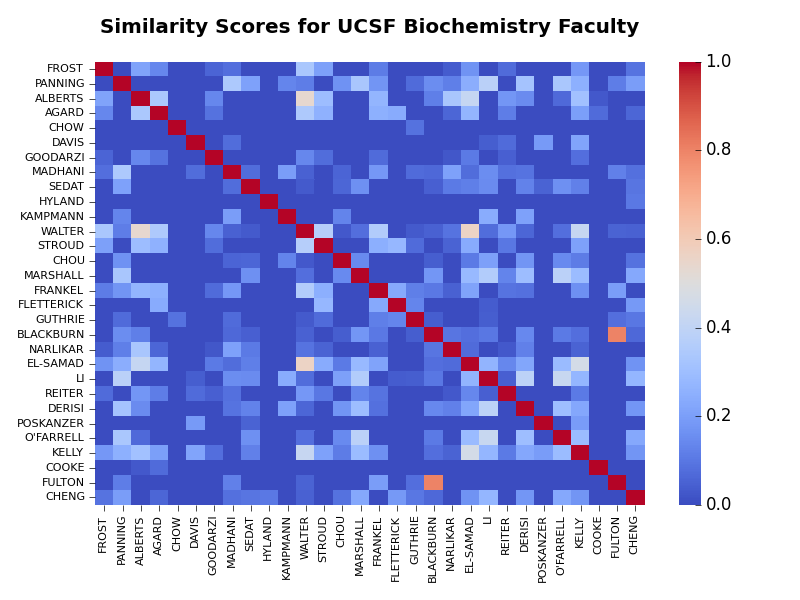 Similarity Scores for UCSF Biochemistry Faculty
FROST
PANNING
ALBERTS
AGARD
CHOW
DAVIS
GOODARZI
MADHANI
SEDAT
HYLAND
KAMPMANN
WALTER
STROUD
CHOU
MARSHALL
FRANKEL
FLETTERICK
GUTHRIE
BLACKBURN
NARLIKAR
EL-SAMAD
LI
REITER
DERISI
POSKANZER
O'FARRELL
KELLY
COOKE
FULTON
CHENG
FROST
PANNING
ALBERTS
AGARD
CHOW
DAVIS
GOODARZI
MADHANI
SEDAT
HYLAND
KAMPMANN
WALTER
STROUD
CHOU
MARSHALL
FRANKEL
FLETTERICK
GUTHRIE
BLACKBURN
NARLIKAR
EL-SAMAD
LI
REITER
DERISI
POSKANZER
O'FARRELL
KELLY
COOKE
FULTON
CHENG
1.0
0.8
0.6
0.4
0.2
0.0